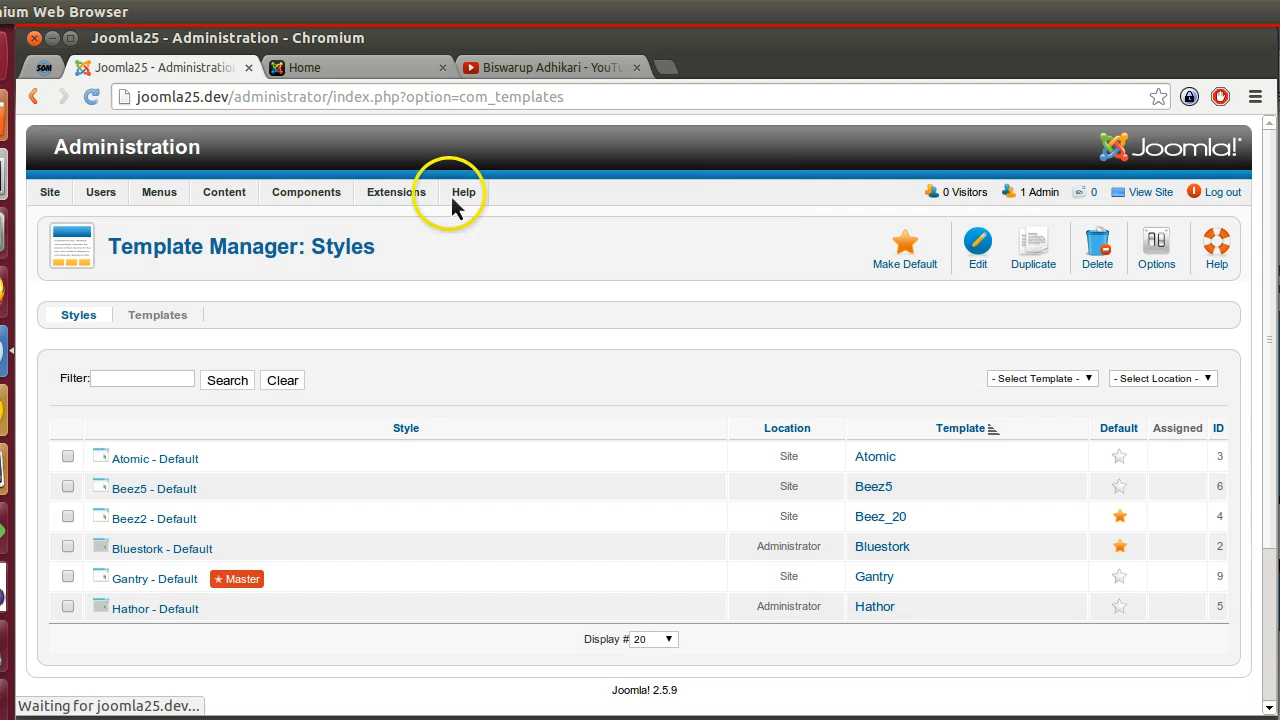 ium Web Browser
Joomla25 - Administration - Chromium
Joomla25 - Administration
Home
Biswarup Adhikari - YouTu
joomla25.dev/administrator/index.php?option=com_templates
Administration
Joomla!
Site Users Menus Content Components Extensions Help
0 Visitors 1 Admin 0 View Site Log out
Template Manager: Styles
Make Default Edit Duplicate Delete Options Help
Styles Templates
Filter: Search Clear - Select Template - - Select Location -
Style Location Template Default Assigned ID
Atomic - Default Site Atomic 3
Beez5 - Default Site Beez5 6
Beez2 - Default Site Beez_20 4
Bluestork - Default Administrator Bluestork 2
Gantry - Default ★ Master Site Gantry 9
Hathor - Default Administrator Hathor 5
Display # 20
Joomla! 2.5.9
Waiting for joomla25.dev...